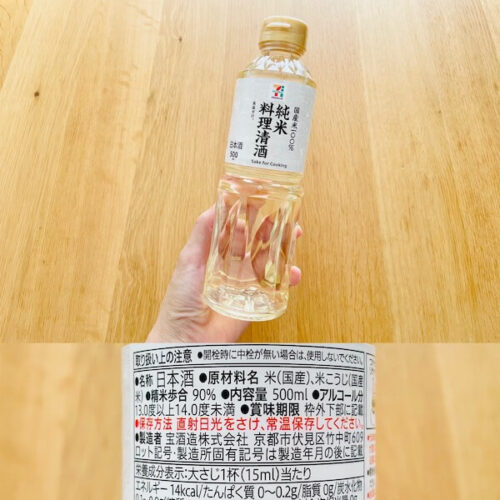 国産米100%
純米
料理清酒
日本酒
500
Sake for Cooking
取り扱い上の注意 ●開栓時に中栓が無い場合は、使用しないでください。
●名称 日本酒 ●原材料名 米(国産)、米こうじ(国産
米) ●精米歩合 90% ●内容量 500ml ●アルコール分
13.0度以上14.0度未満 ●賞味期限 枠外下部に記載
●保存方法 直射日光をさけ、常温保存してください。
●製造者 宝酒造株式会社 京都市伏見区竹中町609
ロット記号・製造所固有記号は製造年月の後に記載
栄養成分表示:大さじ1杯(15ml)当たり
エネルギー 14kcal/たんぱく質 0～0.2g/脂質 0g/炭水化物